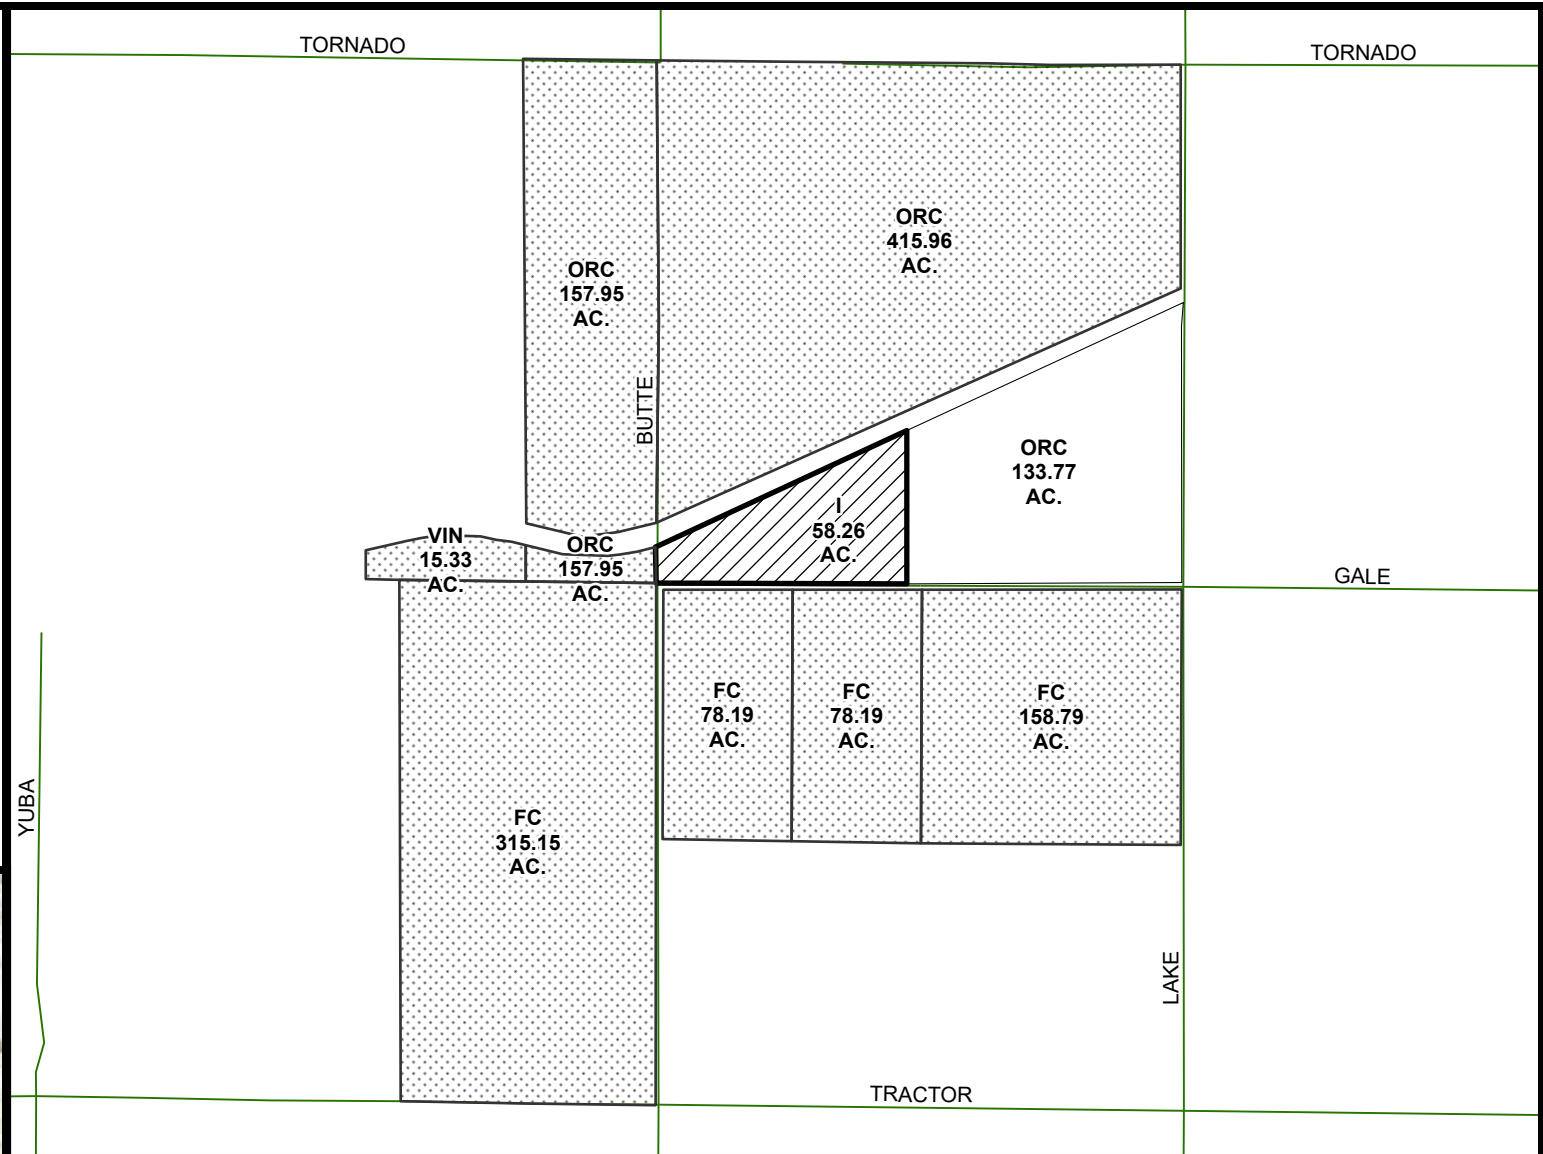 TORNADO
TORNADO
ORC
415.96
AC.
ORC
157.95
AC.
BUTTE
ORC
133.77
AC.
I
58.26
AC.
VIN
15.33
AC.
ORC
157.95
AC.
GALE
FC
78.19
AC.
FC
78.19
AC.
FC
158.79
AC.
YUBA
FC
315.15
AC.
LAKE
TRACTOR